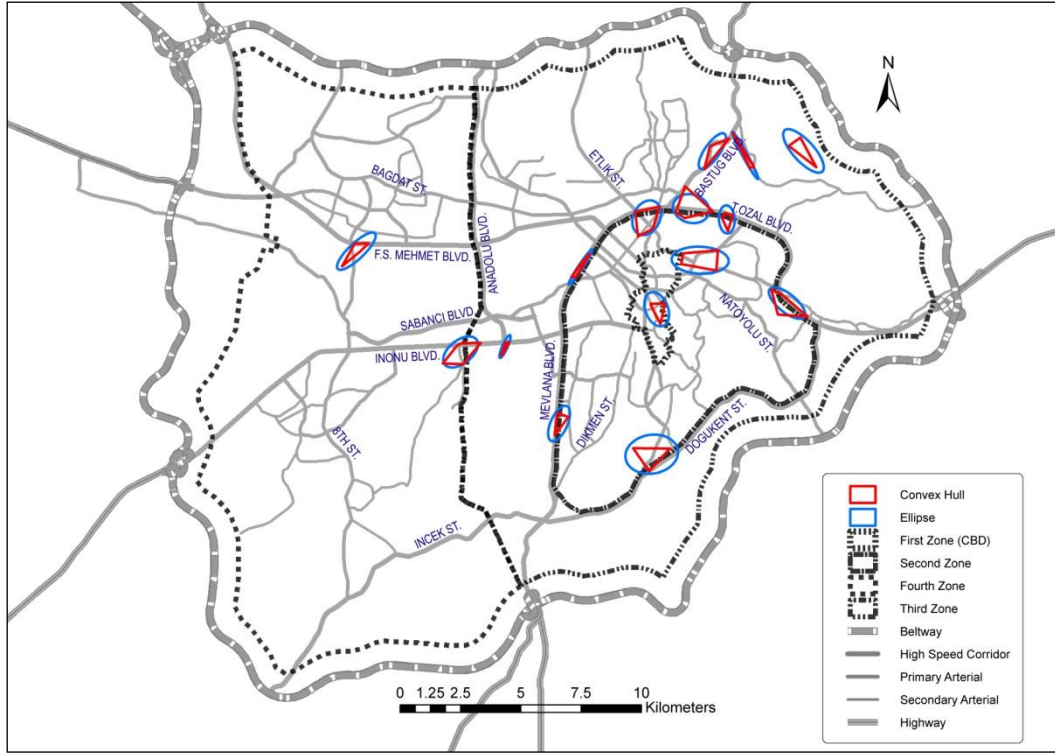 N
ETLIK ST.
BASTUG BLVD.
BAGDAT ST.
T.OZAL BLVD.
ANADOLU BLVD.
F.S. MEHMET BLVD.
NATOYOLU ST.
SABANCI BLVD.
INONU BLVD.
MEVLANA BLVD.
DIKMEN ST.
DOGUKENT ST.
8TH ST.
INCEK ST.
Convex Hull
Ellipse
First Zone (CBD)
Second Zone
Fourth Zone
Third Zone
Beltway
High Speed Corridor
Primary Arterial
Secondary Arterial
Highway
0 1.25 2.5 5 7.5 10
Kilometers